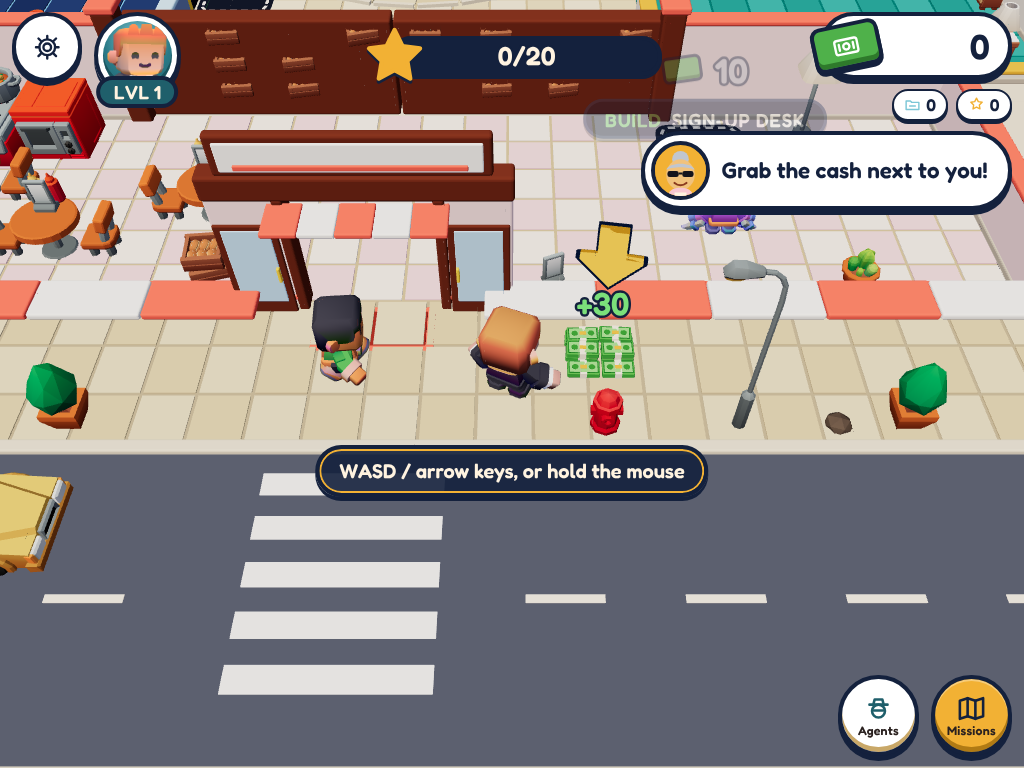 0/20
0
10
LVL 1
0
0
BUILD SIGN-UP DESK
Grab the cash next to you!
+30
WASD / arrow keys, or hold the mouse
Agents
Missions